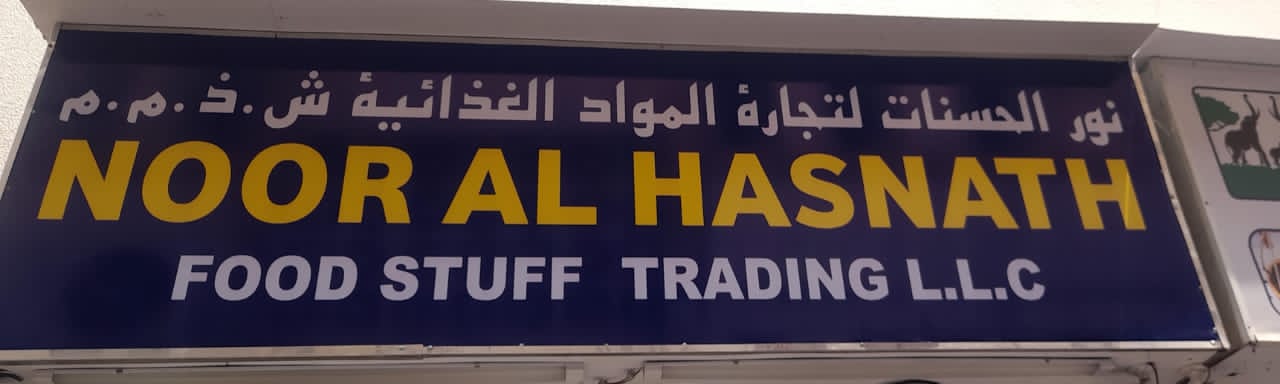 نور الحسنات لتجارة المواد الغذائية ش.ذ.م.م
NOOR AL HASNATH
FOOD STUFF TRADING L.L.C